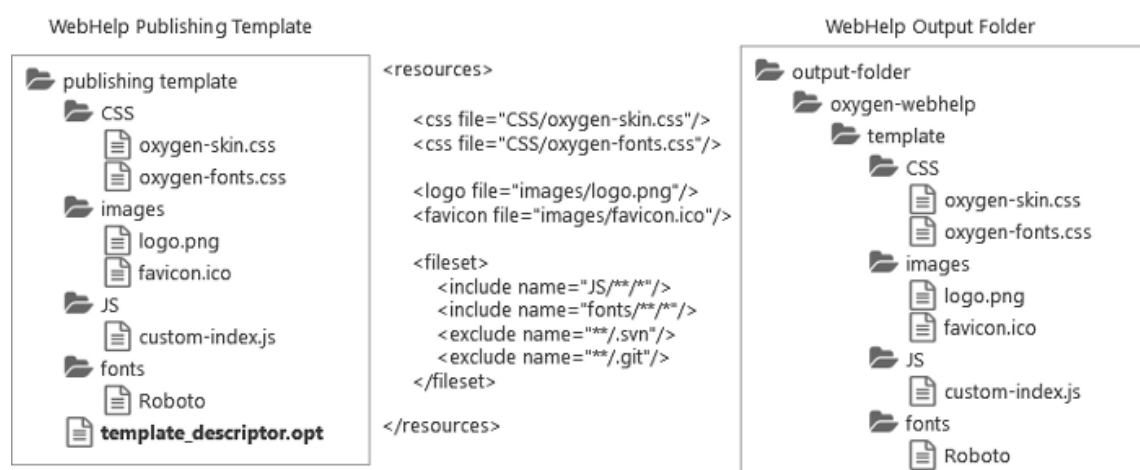 WebHelp Publishing Template
publishing template
CSS
oxygen-skin.css
oxygen-fonts.css
images
logo.png
favicon.ico
JS
custom-index.js
fonts
Roboto
template_descriptor.opt
<resources>
<css file="CSS/oxygen-skin.css"/>
<css file="CSS/oxygen-fonts.css"/>
<logo file="images/logo.png"/>
<favicon file="images/favicon.ico"/>
<fileset>
<include name="JS/**/*"/>
<include name="fonts/**/*"/>
<exclude name="**/.svn"/>
<exclude name="**/.git"/>
</fileset>
</resources>
WebHelp Output Folder
output-folder
oxygen-webhelp
template
CSS
oxygen-skin.css
oxygen-fonts.css
images
logo.png
favicon.ico
JS
custom-index.js
fonts
Roboto